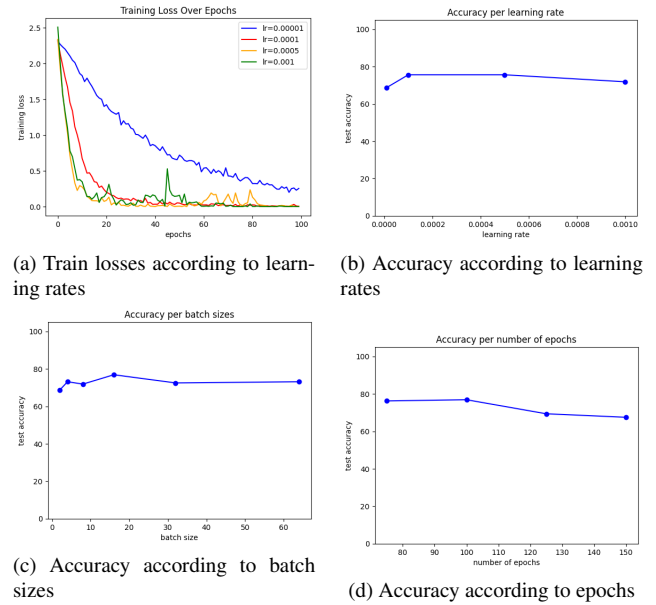 Training Loss Over Epochs
lr=0.00001
lr=0.0001
lr=0.0005
lr=0.001
training loss
2.5
2.0
1.5
1.0
0.5
0.0
0 20 40 60 80 100
epochs
(a) Train losses according to learn-
ing rates
Accuracy per learning rate
test accuracy
100
80
60
40
20
0
0.0000 0.0002 0.0004 0.0006 0.0008 0.0010
learning rate
(b) Accuracy according to learning
rates
Accuracy per batch sizes
test accuracy
100
80
60
40
20
0
0 10 20 30 40 50 60
batch size
(c) Accuracy according to batch
sizes
Accuracy per number of epochs
test accuracy
100
80
60
40
20
0
80 90 100 110 120 130 140 150
number of epochs
(d) Accuracy according to epochs